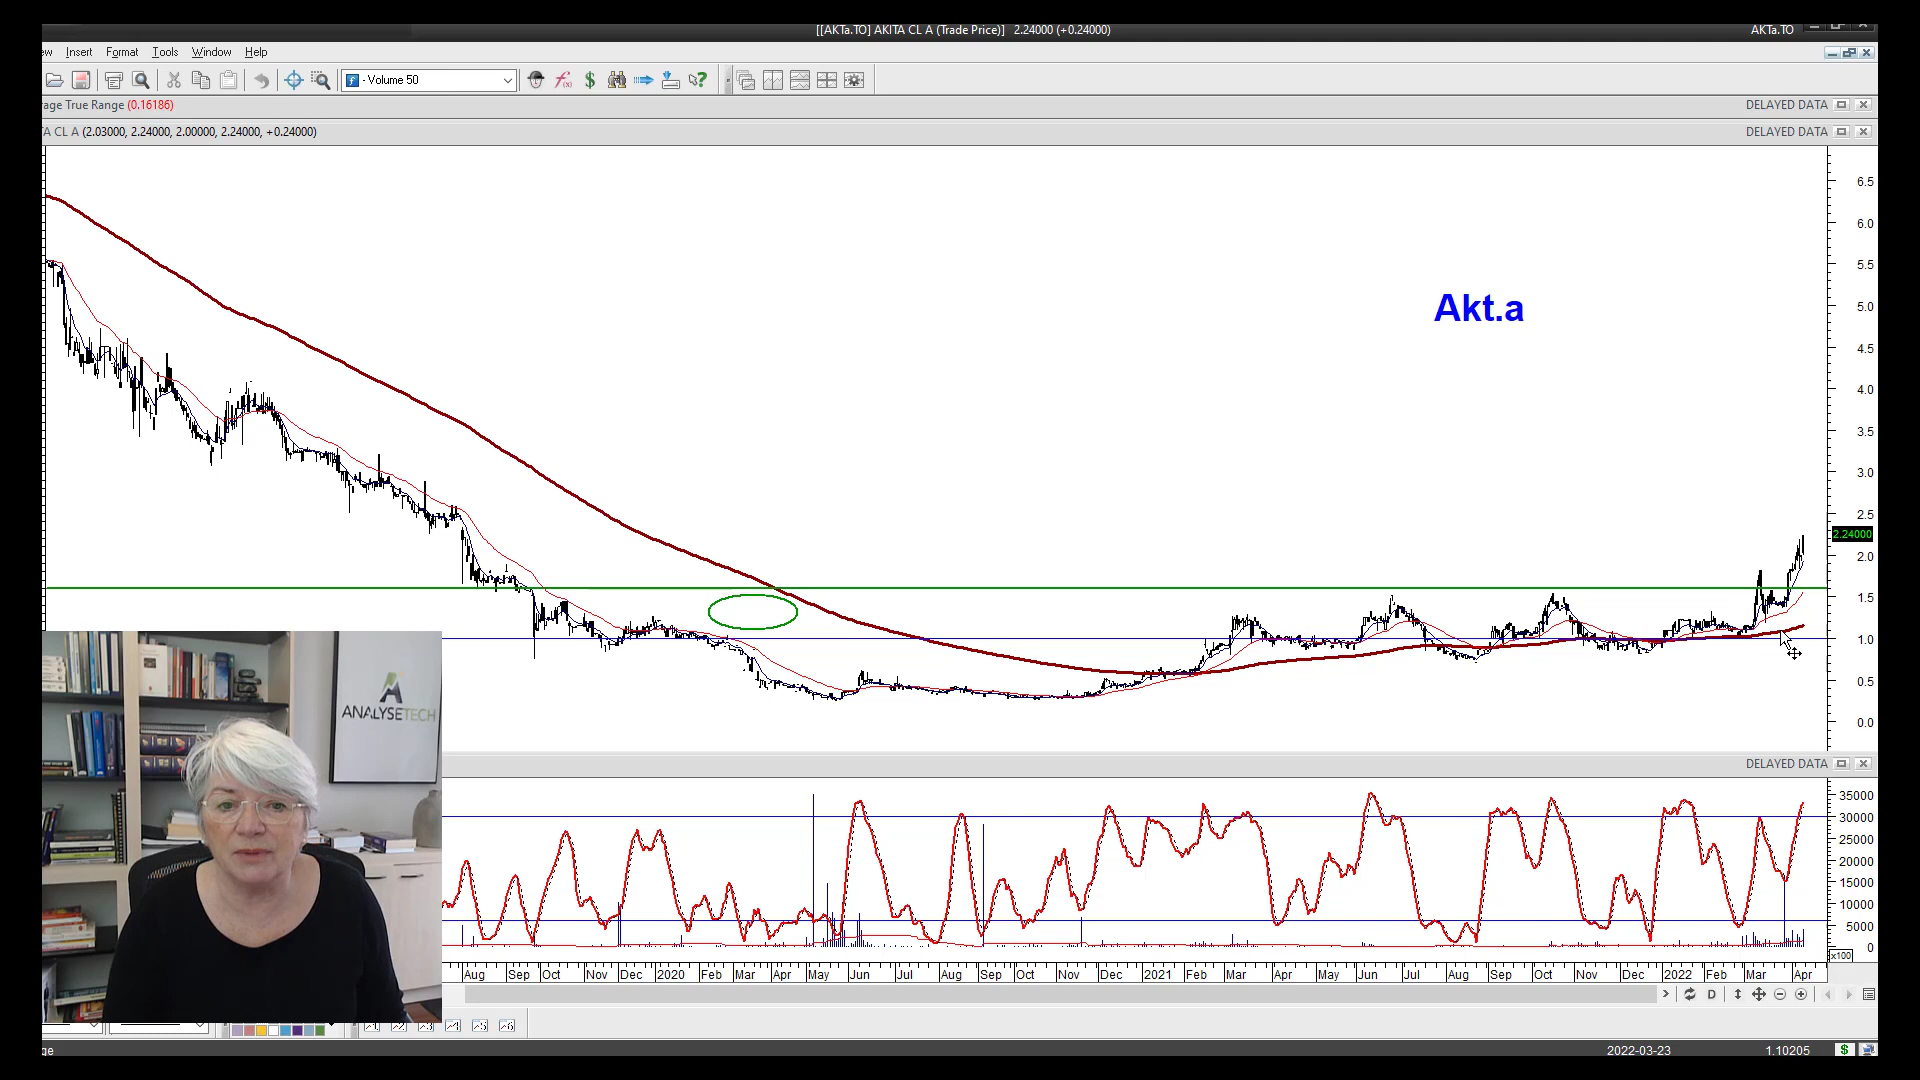 [[AKTa.TO] AKITA CL A (Trade Price)] 2.24000 (+0.24000) AKTa.TO
ew Insert Format Tools Window Help
- Volume 50
rage True Range (0.16186) DELAYED DATA
'A CL A (2.03000, 2.24000, 2.00000, 2.24000, +0.24000) DELAYED DATA
Akt.a
6.5
6.0
5.5
5.0
4.5
4.0
3.5
3.0
2.5
2.24000
2.0
1.5
1.0
0.5
0.0
ANALYSETECH
DELAYED DATA
35000
30000
25000
20000
15000
10000
5000
0
x100
Aug Sep Oct Nov Dec 2020 Feb Mar Apr May Jun Jul Aug Sep Oct Nov Dec 2021 Feb Mar Apr May Jun Jul Aug Sep Oct Nov Dec 2022 Feb Mar Apr
D
ge 2022-03-23 1.10205 $